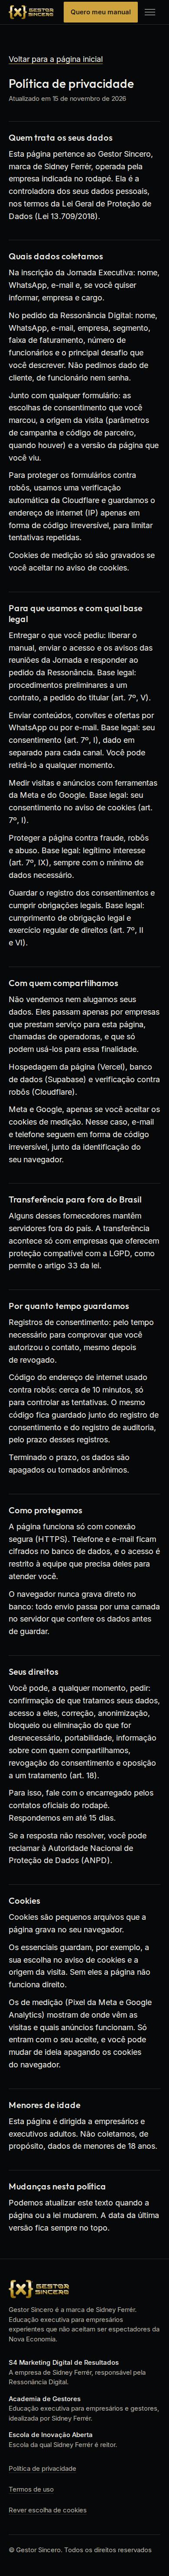 GESTOR
SINCERO
Quero meu manual
Voltar para a página inicial
Política de privacidade
Atualizado em 15 de novembro de 2026
Quem trata os seus dados
Esta página pertence ao Gestor Sincero,
marca de Sidney Ferrér, operada pela
empresa indicada no rodapé. Ela é a
controladora dos seus dados pessoais,
nos termos da Lei Geral de Proteção de
Dados (Lei 13.709/2018).
Quais dados coletamos
Na inscrição da Jornada Executiva: nome,
WhatsApp, e-mail e, se você quiser
informar, empresa e cargo.
No pedido da Ressonância Digital: nome,
WhatsApp, e-mail, empresa, segmento,
faixa de faturamento, número de
funcionários e o principal desafio que
você descrever. Não pedimos dado de
cliente, de funcionário nem senha.
Junto com qualquer formulário: as
escolhas de consentimento que você
marcou, a origem da visita (parâmetros
de campanha e código de parceiro,
quando houver) e a versão da página que
você viu.
Para proteger os formulários contra
robôs, usamos uma verificação
automática da Cloudflare e guardamos o
endereço de internet (IP) apenas em
forma de código irreversível, para limitar
tentativas repetidas.
Cookies de medição só são gravados se
você aceitar no aviso de cookies.
Para que usamos e com qual base
legal
Entregar o que você pediu: liberar o
manual, enviar o acesso e os avisos das
reuniões da Jornada e responder ao
pedido da Ressonância. Base legal:
procedimentos preliminares a um
contrato, a pedido do titular (art. 7º, V).
Enviar conteúdos, convites e ofertas por
WhatsApp ou por e-mail. Base legal: seu
consentimento (art. 7º, I), dado em
separado para cada canal. Você pode
retirá-lo a qualquer momento.
Medir visitas e anúncios com ferramentas
da Meta e do Google. Base legal: seu
consentimento no aviso de cookies (art.
7º, I).
Proteger a página contra fraude, robôs
e abuso. Base legal: legítimo interesse
(art. 7º, IX), sempre com o mínimo de
dados necessário.
Guardar o registro dos consentimentos e
cumprir obrigações legais. Base legal:
cumprimento de obrigação legal e
exercício regular de direitos (art. 7º, II
e VI).
Com quem compartilhamos
Não vendemos nem alugamos seus
dados. Eles passam apenas por empresas
que prestam serviço para esta página,
chamadas de operadoras, e que só
podem usá-los para essa finalidade.
Hospedagem da página (Vercel), banco
de dados (Supabase) e verificação contra
robôs (Cloudflare).
Meta e Google, apenas se você aceitar os
cookies de medição. Nesse caso, e-mail
e telefone seguem em forma de código
irreversível, junto da identificação do
seu navegador.
Transferência para fora do Brasil
Alguns desses fornecedores mantêm
servidores fora do país. A transferência
acontece só com empresas que oferecem
proteção compatível com a LGPD, como
permite o artigo 33 da lei.
Por quanto tempo guardamos
Registros de consentimento: pelo tempo
necessário para comprovar que você
autorizou o contato, mesmo depois
de revogado.
Código do endereço de internet usado
contra robôs: cerca de 10 minutos, só
para controlar as tentativas. O mesmo
código fica guardado junto do registro de
consentimento e do registro de auditoria,
pelo prazo desses registros.
Terminado o prazo, os dados são
apagados ou tornados anônimos.
Como protegemos
A página funciona só com conexão
segura (HTTPS). Telefone e e-mail ficam
cifrados no banco de dados, e o acesso é
restrito à equipe que precisa deles para
atender você.
O navegador nunca grava direto no
banco: todo envio passa por uma camada
no servidor que confere os dados antes
de guardar.
Seus direitos
Você pode, a qualquer momento, pedir:
confirmação de que tratamos seus dados,
acesso a eles, correção, anonimização,
bloqueio ou eliminação do que for
desnecessário, portabilidade, informação
sobre com quem compartilhamos,
revogação do consentimento e oposição
a um tratamento (art. 18).
Para isso, fale com o encarregado pelos
contatos oficiais do rodapé.
Respondemos em até 15 dias.
Se a resposta não resolver, você pode
reclamar à Autoridade Nacional de
Proteção de Dados (ANPD).
Cookies
Cookies são pequenos arquivos que a
página grava no seu navegador.
Os essenciais guardam, por exemplo, a
sua escolha no aviso de cookies e a
origem da visita. Sem eles a página não
funciona direito.
Os de medição (Pixel da Meta e Google
Analytics) mostram de onde vêm as
visitas e quais anúncios funcionam. Só
entram com o seu aceite, e você pode
mudar de ideia apagando os cookies
do navegador.
Menores de idade
Esta página é dirigida a empresários e
executivos adultos. Não coletamos, de
propósito, dados de menores de 18 anos.
Mudanças nesta política
Podemos atualizar este texto quando a
página ou a lei mudarem. A data da última
versão fica sempre no topo.
GESTOR
SINCERO
Gestor Sincero é a marca de Sidney Ferrér.
Educação executiva para empresários
experientes que não aceitam ser espectadores da
Nova Economia.
S4 Marketing Digital de Resultados
A empresa de Sidney Ferrér, responsável pela
Ressonância Digital.
Academia de Gestores
Educação executiva para empresários e gestores,
idealizada por Sidney Ferrér.
Escola de Inovação Aberta
Escola da qual Sidney Ferrér é reitor.
Política de privacidade
Termos de uso
Rever escolha de cookies
© Gestor Sincero. Todos os direitos reservados